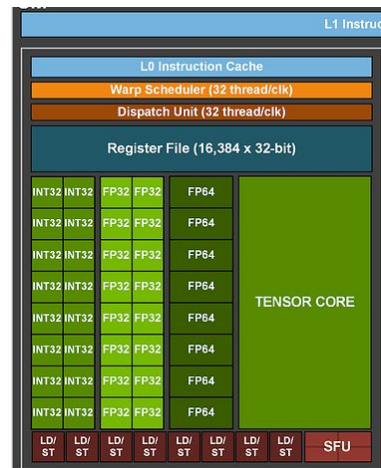 L1 Instruc
L0 Instruction Cache
Warp Scheduler (32 thread/clk)
Dispatch Unit (32 thread/clk)
Register File (16,384 x 32-bit)
INT32 INT32 FP32 FP32 FP64
INT32 INT32 FP32 FP32 FP64
INT32 INT32 FP32 FP32 FP64
INT32 INT32 FP32 FP32 FP64
TENSOR CORE
INT32 INT32 FP32 FP32 FP64
INT32 INT32 FP32 FP32 FP64
INT32 INT32 FP32 FP32 FP64
INT32 INT32 FP32 FP32 FP64
LD/ LD/ LD/ LD/ LD/ LD/ LD/ LD/
ST ST ST ST ST ST ST ST
SFU